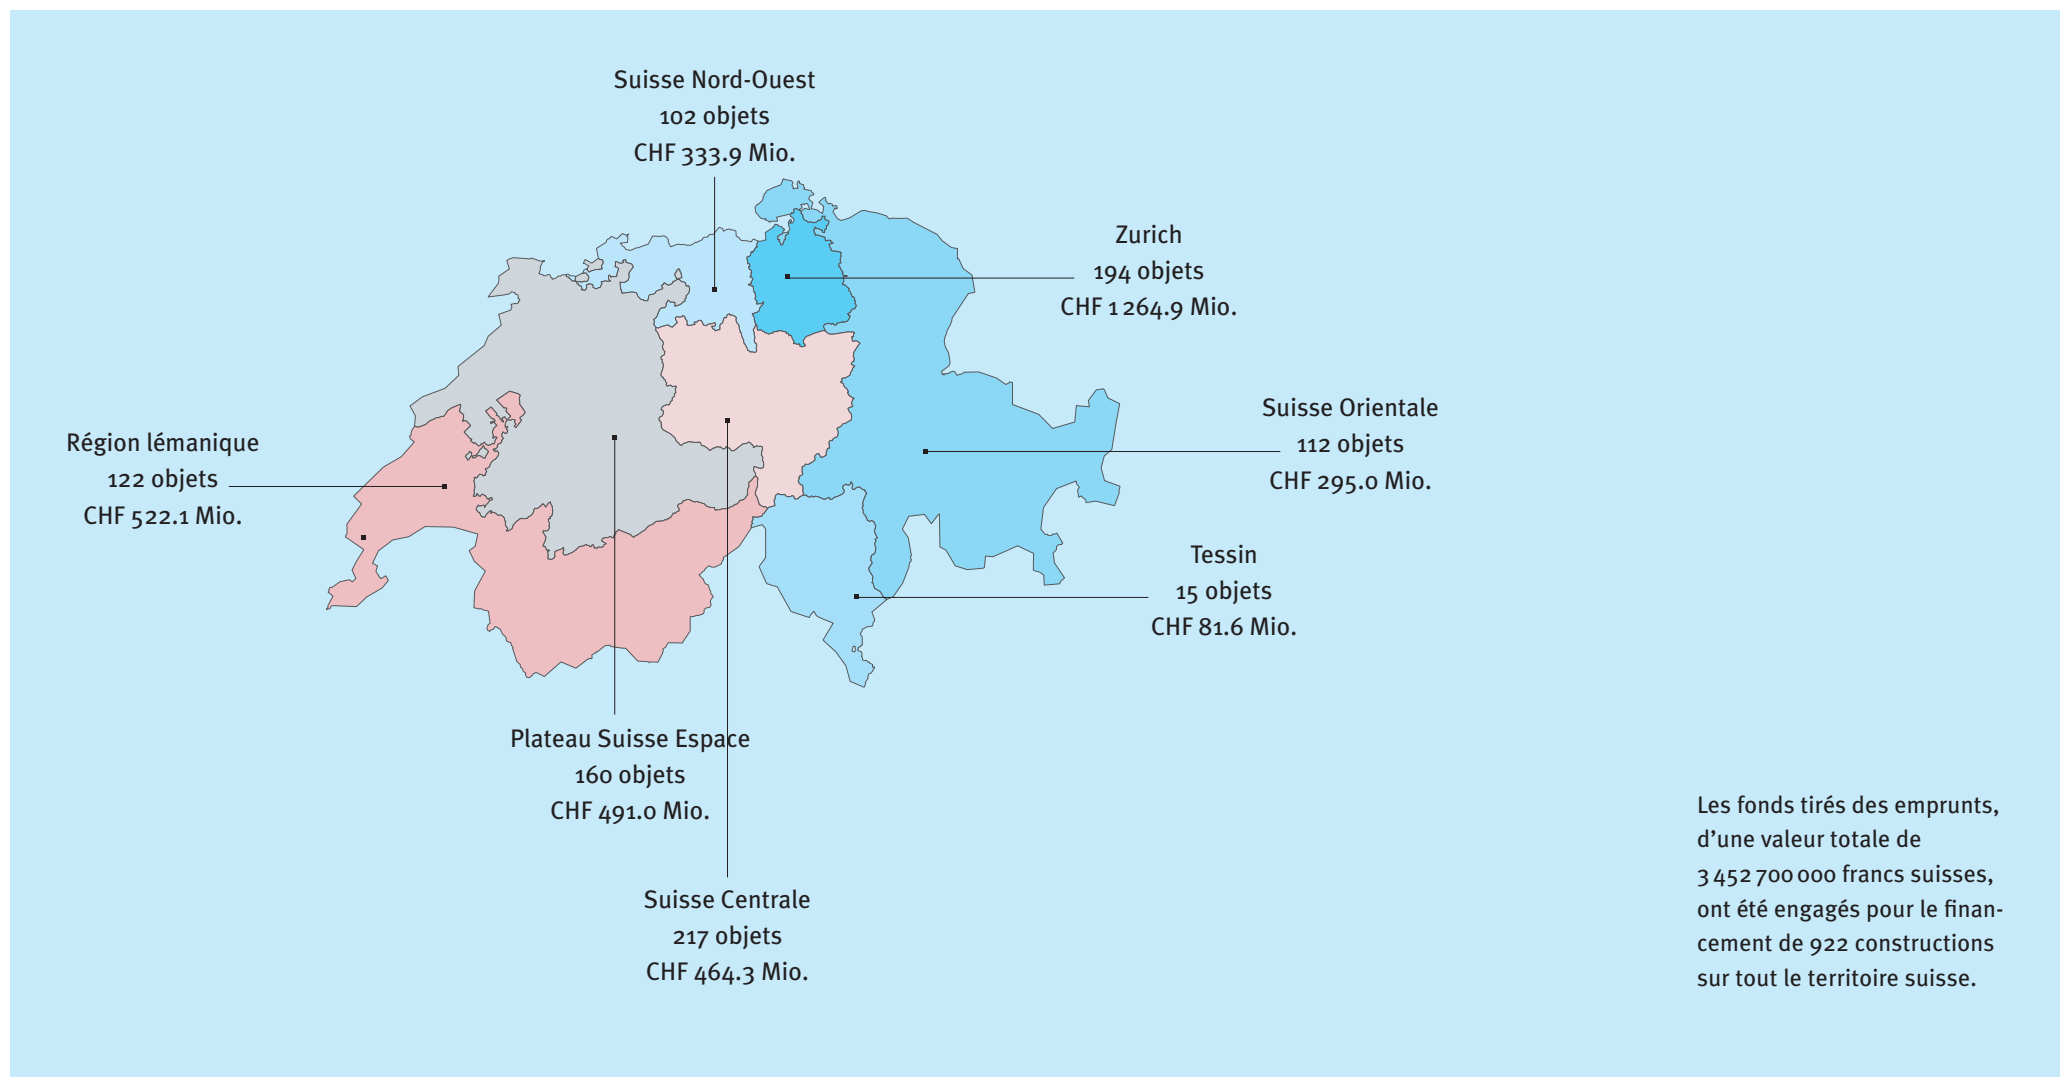 Suisse Nord-Ouest
102 objets
CHF 333.9 Mio.
Zurich
194 objets
CHF 1 264.9 Mio.
Suisse Orientale
112 objets
CHF 295.0 Mio.
Région lémanique
122 objets
CHF 522.1 Mio.
Tessin
15 objets
CHF 81.6 Mio.
Plateau Suisse Espace
160 objets
CHF 491.0 Mio.
Suisse Centrale
217 objets
CHF 464.3 Mio.
Les fonds tirés des emprunts,
d’une valeur totale de
3 452 700 000 francs suisses,
ont été engagés pour le finan-
cement de 922 constructions
sur tout le territoire suisse.